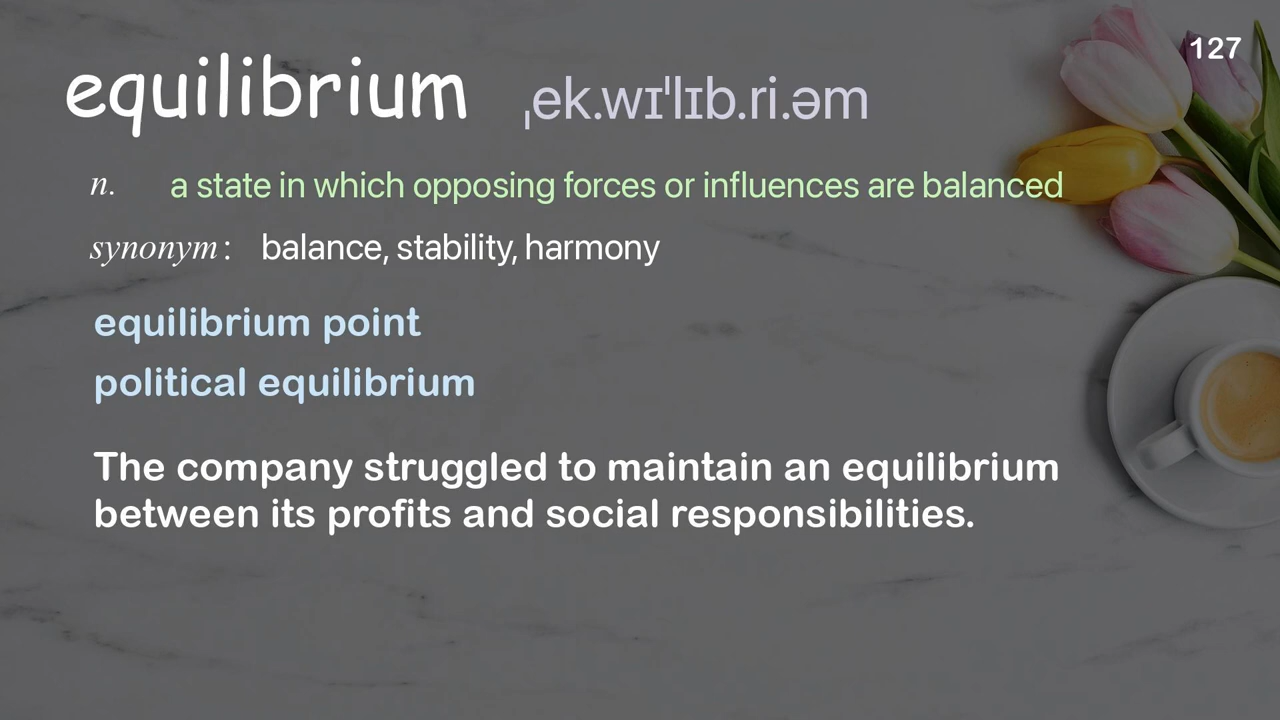 127
equilibrium ˌek.wɪˈlɪb.ri.əm
n. a state in which opposing forces or influences are balanced
synonym: balance, stability, harmony
equilibrium point
political equilibrium
The company struggled to maintain an equilibrium
between its profits and social responsibilities.